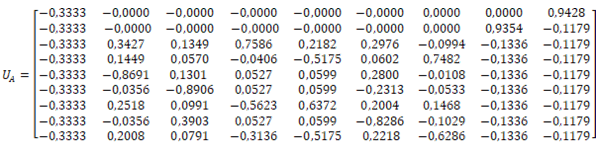 −0.3333 −0.0000 −0.0000 −0.0000 −0.0000 −0.0000 0.0000 0,0000 0.9428
−0.3333 −0.0000 −0.0000 −0.0000 −0.0000 −0.0000 0.0000 0.9354 −0.1179
−0.3333 0.3427 0,1349 0,7586 0,2182 0,2976 −0.0994 −0,1336 −0.1179
−0.3333 0,1449 0,0570 −0.0406 −0,5175 0,0602 0,7482 −0.1336 −0.1179
U_A = −0.3333 −0,8691 0,1301 0,0527 0,0599 0,2800 −0,0108 −0,1336 −0.1179
−0.3333 −0,0356 −0,8906 0,0527 0,0599 −0,2313 −0,0533 −0,1336 −0.1179
−0.3333 0,2518 0,0991 −0,5623 0,6372 0,2004 0,1468 −0,1336 −0.1179
−0.3333 −0,0356 0,3903 0,0527 0,0599 −0,8286 −0,1029 −0,1336 −0,1179
−0.3333 0,2008 0,0791 −0,3136 −0,5175 0,2218 −0,6286 −0,1336 −0,1179